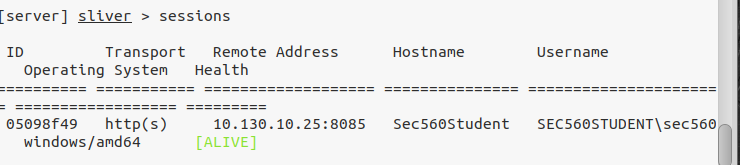 [server] sliver > sessions
ID Transport Remote Address Hostname Username
Operating System Health
========== =========== =================== =============== =====================
= =================== =========
05098f49 http(s) 10.130.10.25:8085 Sec560Student SEC560STUDENT\sec560
windows/amd64 [ALIVE]